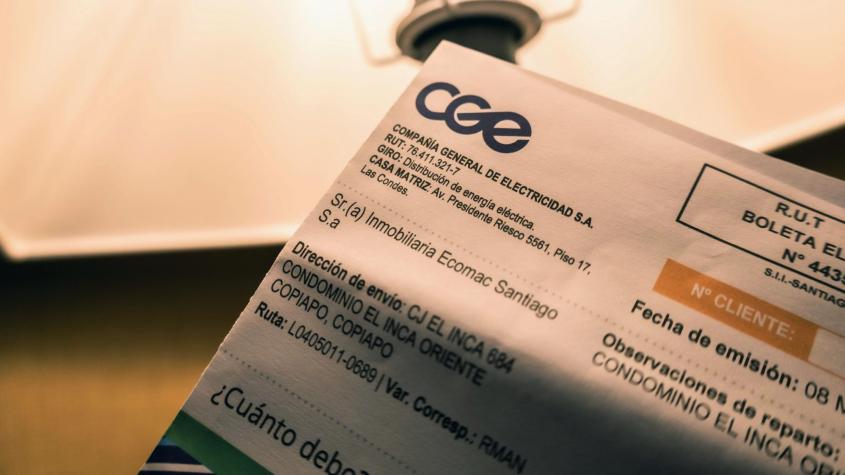 cGe
COMPAÑÍA GENERAL DE ELECTRICIDAD S.A.
RUT: 76.411.321-7
GIRO: Distribución de energía eléctrica.
CASA MATRIZ: Av. Presidente Riesco 5561, Piso 17,
Las Condes.
Sr.(a) Inmobiliaria Ecomac Santiago
S.a
Dirección de envío: CJ EL INCA 684
CONDOMINIO EL INCA ORIENTE
COPIAPO, COPIAPO
Ruta: L0405011-0689 | Var. Corresp.: RMAN
¿Cuánto debo?
R.U.T
BOLETA EL
N° 443
S.I.I.-SANTIAG
N° CLIENTE:
Fecha de emisión: 08 M
Observaciones de reparto:
CONDOMINIO EL INCA O